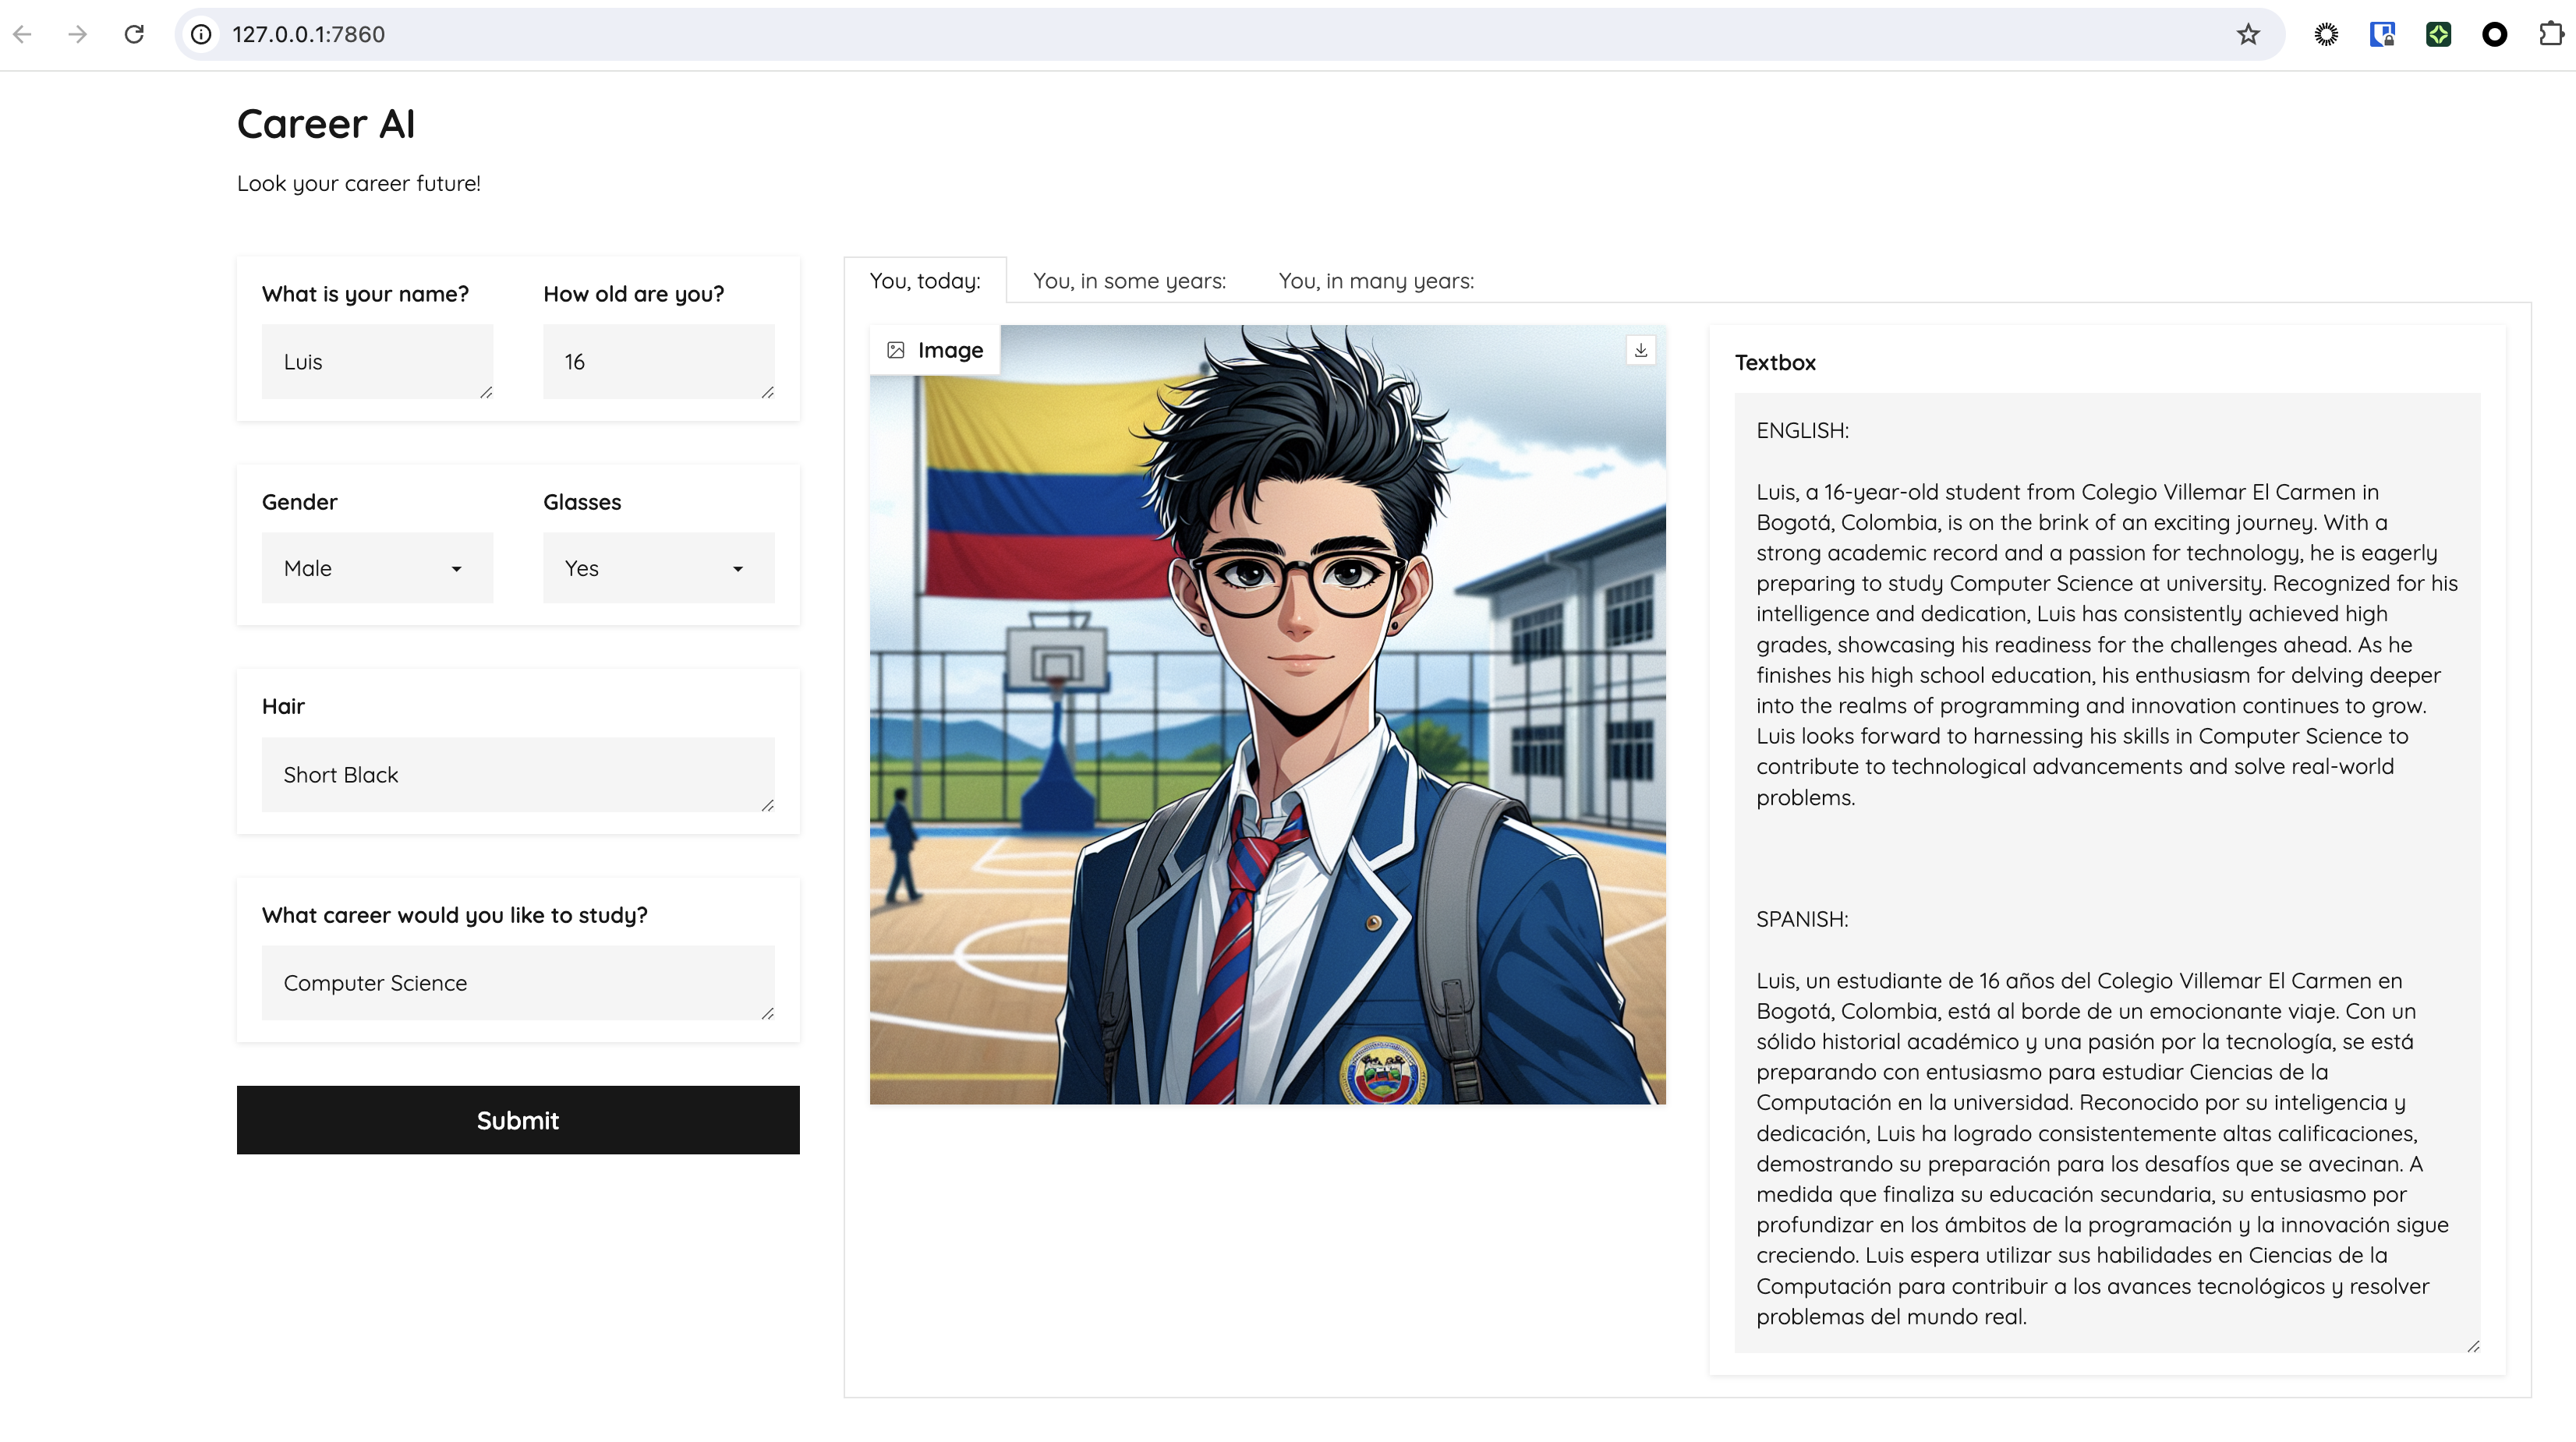 127.0.0.1:7860
Career AI
Look your career future!
What is your name?
How old are you?
Luis
16
Gender
Glasses
Male
Yes
Hair
Short Black
What career would you like to study?
Computer Science
Submit
You, today:
You, in some years:
You, in many years:
Image
Textbox
ENGLISH:
Luis, a 16-year-old student from Colegio Villemar El Carmen in
Bogotá, Colombia, is on the brink of an exciting journey. With a
strong academic record and a passion for technology, he is eagerly
preparing to study Computer Science at university. Recognized for his
intelligence and dedication, Luis has consistently achieved high
grades, showcasing his readiness for the challenges ahead. As he
finishes his high school education, his enthusiasm for delving deeper
into the realms of programming and innovation continues to grow.
Luis looks forward to harnessing his skills in Computer Science to
contribute to technological advancements and solve real-world
problems.
SPANISH:
Luis, un estudiante de 16 años del Colegio Villemar El Carmen en
Bogotá, Colombia, está al borde de un emocionante viaje. Con un
sólido historial académico y una pasión por la tecnología, se está
preparando con entusiasmo para estudiar Ciencias de la
Computación en la universidad. Reconocido por su inteligencia y
dedicación, Luis ha logrado consistentemente altas calificaciones,
demostrando su preparación para los desafíos que se avecinan. A
medida que finaliza su educación secundaria, su entusiasmo por
profundizar en los ámbitos de la programación y la innovación sigue
creciendo. Luis espera utilizar sus habilidades en Ciencias de la
Computación para contribuir a los avances tecnológicos y resolver
problemas del mundo real.